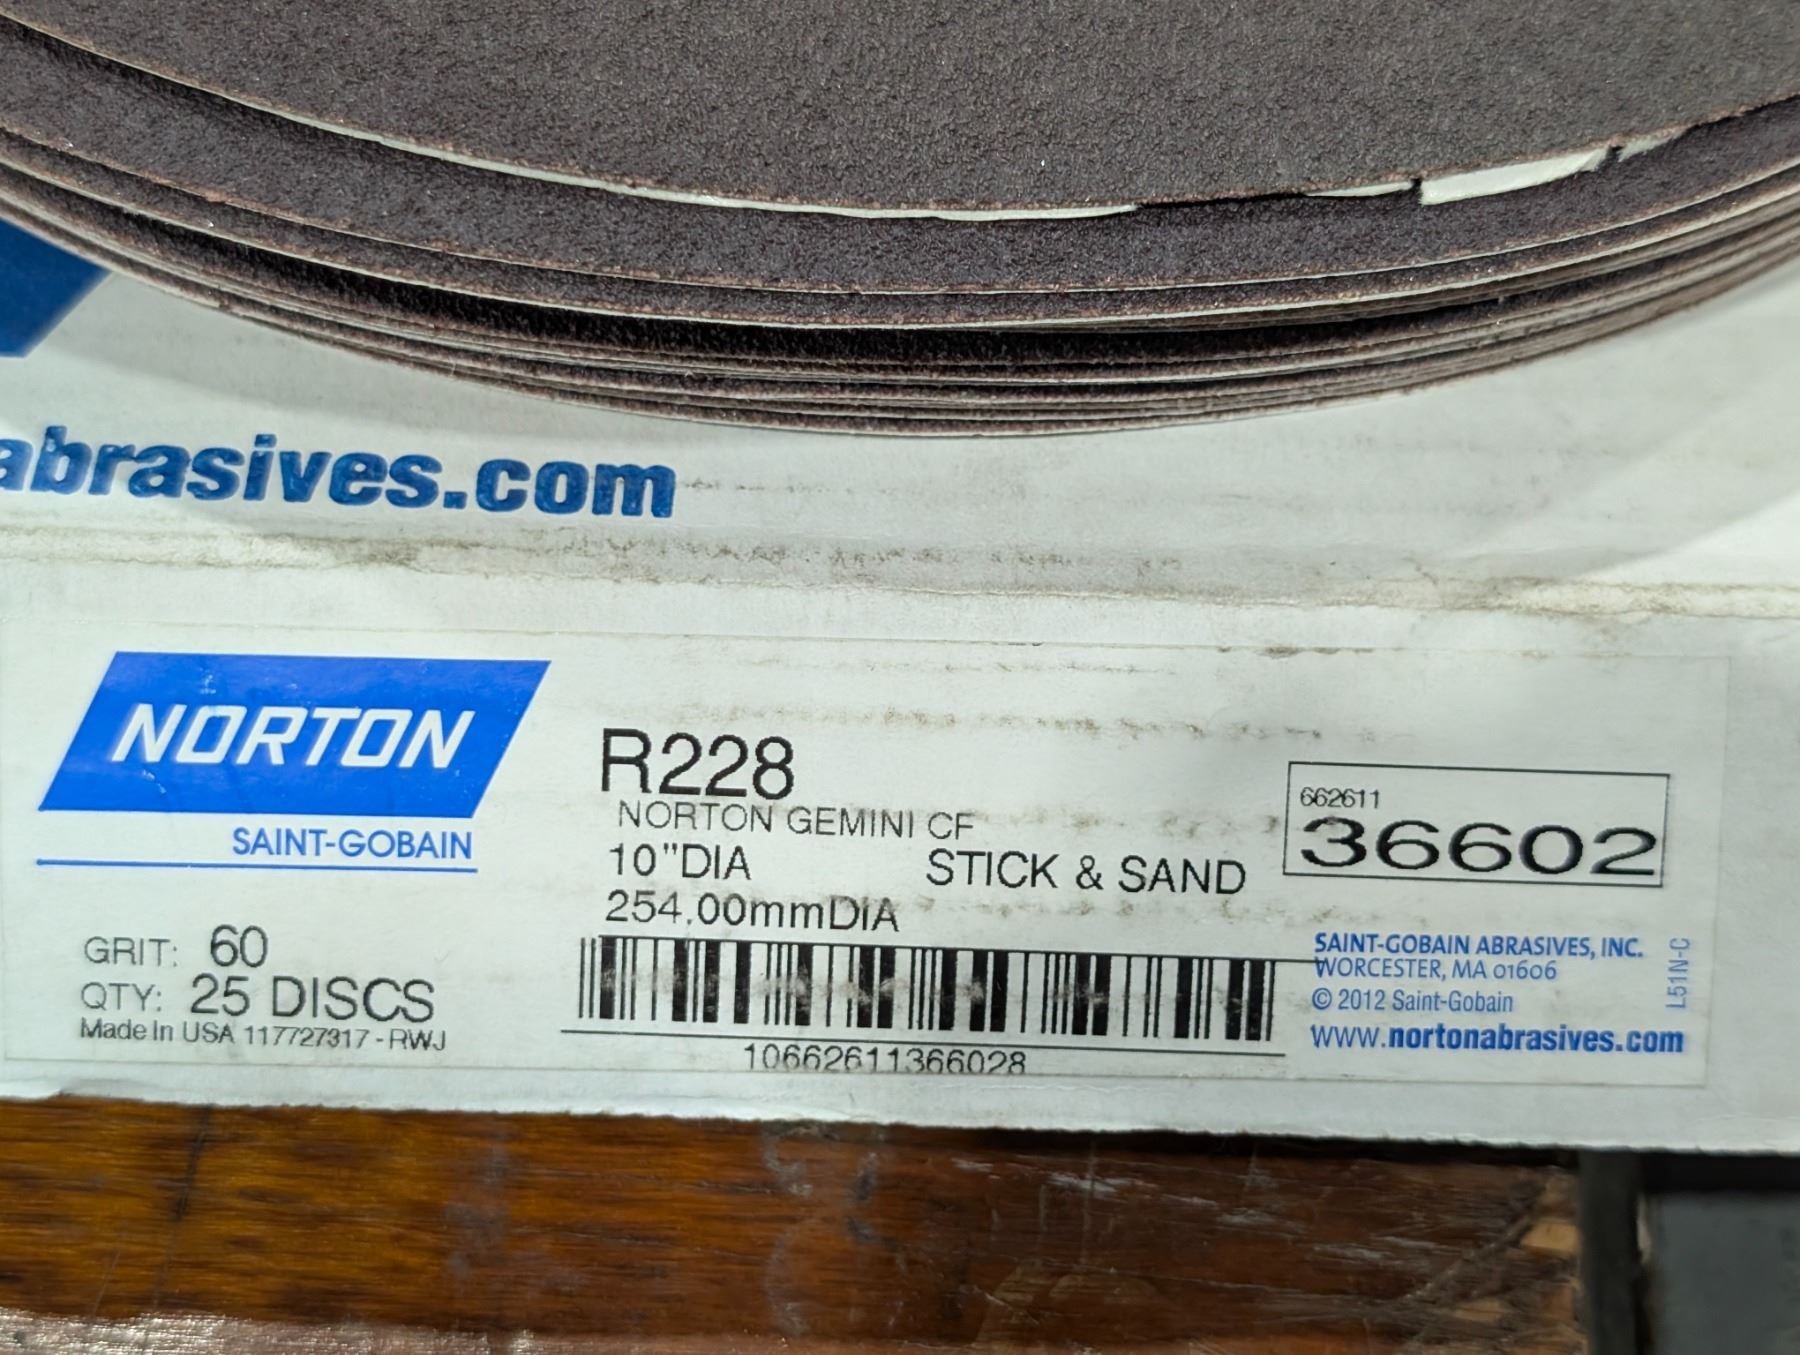 abrasives.com
NORTON
SAINT-GOBAIN
R228
NORTON GEMINI CF
10"DIA STICK & SAND
254.00mmDIA
662611
36602
GRIT: 60
QTY: 25 DISCS
Made In USA 117727317 - RWJ
10662611366028
SAINT-GOBAIN ABRASIVES, INC.
WORCESTER, MA 01606
© 2012 Saint-Gobain
www.nortonabrasives.com
L51N-C